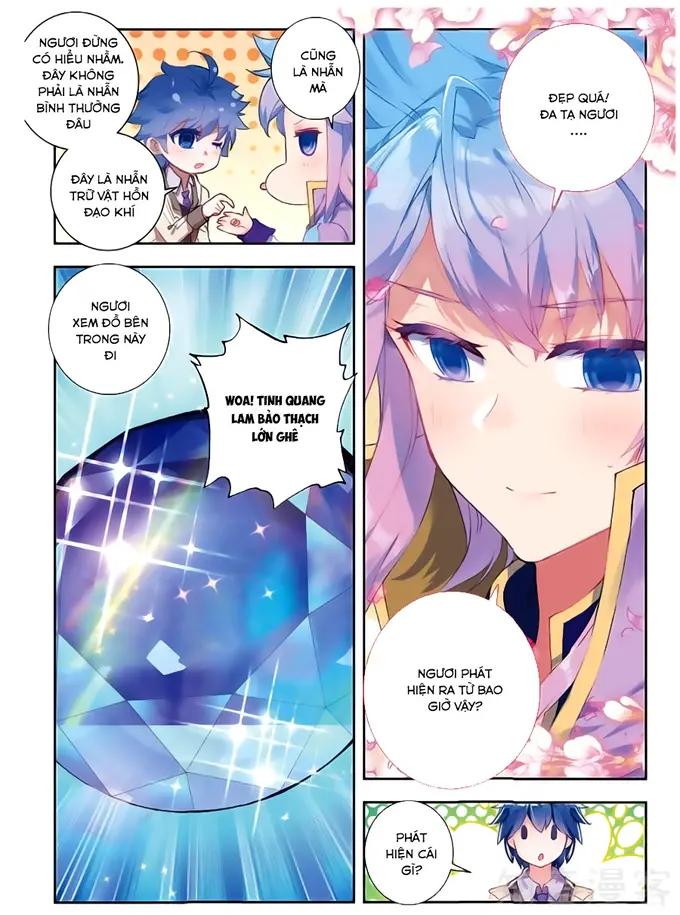 NGƯƠI ĐỪNG
CÓ HIỂU NHẦM.
ĐÂY KHÔNG
PHẢI LÀ NHẪN
BÌNH THƯỜNG
ĐÂU
CŨNG
LÀ NHẪN
MÀ
ĐÂY LÀ NHẪN
TRỮ VẬT HỒN
ĐẠO KHÍ
NGƯƠI
XEM ĐỒ BÊN
TRONG NÀY
ĐI
WOA! TINH QUANG
LAM BẢO THẠCH
LỚN GHÊ
ĐẸP QUÁ!
ĐA TẠ NGƯƠI
....
NGƯƠI PHÁT
HIỆN RA TỪ BAO
GIỜ VẬY?
PHÁT
HIỆN CÁI
GÌ?